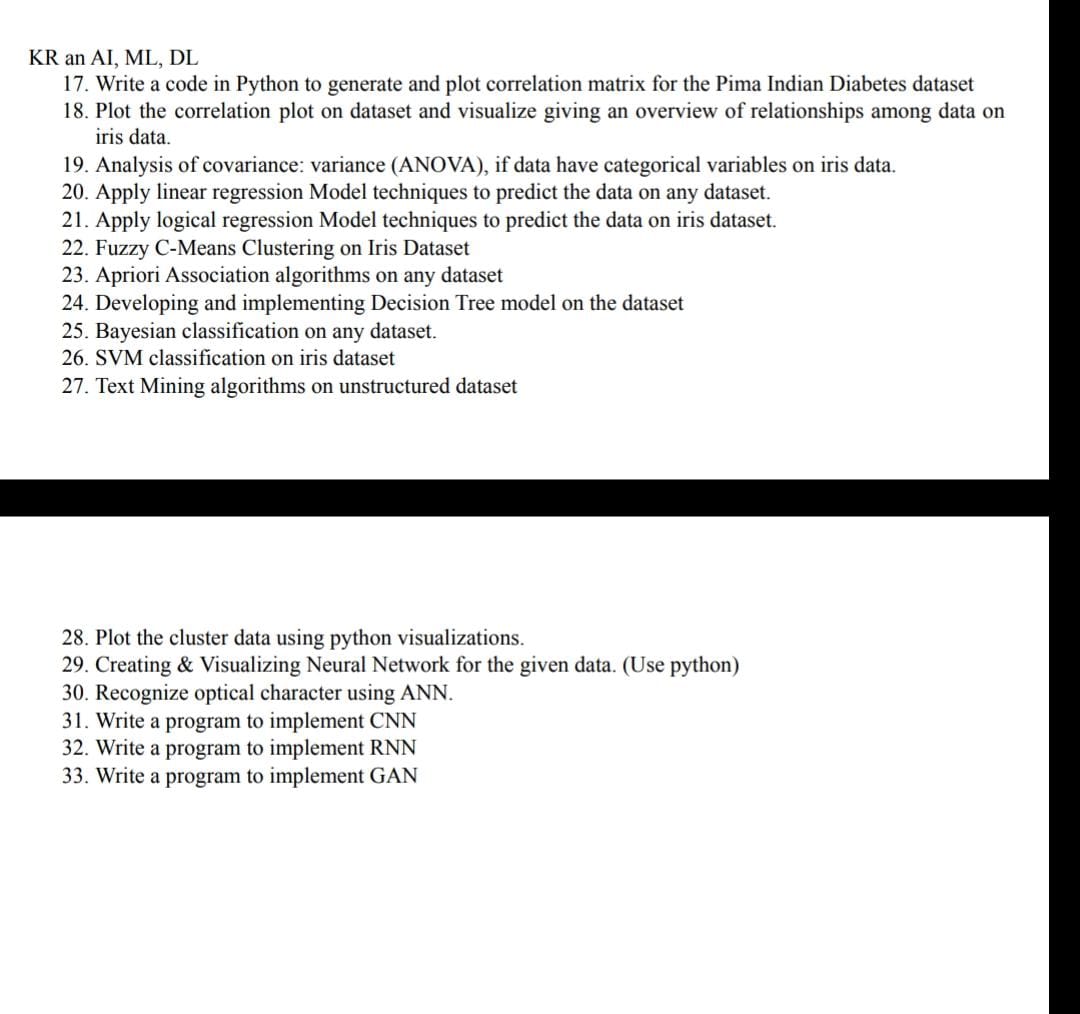 KR an AI, ML, DL
17. Write a code in Python to generate and plot correlation matrix for the Pima Indian Diabetes dataset
18. Plot the correlation plot on dataset and visualize giving an overview of relationships among data on
iris data.
19. Analysis of covariance: variance (ANOVA), if data have categorical variables on iris data.
20. Apply linear regression Model techniques to predict the data on any dataset.
21. Apply logical regression Model techniques to predict the data on iris dataset.
22. Fuzzy C-Means Clustering on Iris Dataset
23. Apriori Association algorithms on any dataset
24. Developing and implementing Decision Tree model on the dataset
25. Bayesian classification on any dataset.
26. SVM classification on iris dataset
27. Text Mining algorithms on unstructured dataset
28. Plot the cluster data using python visualizations.
29. Creating & Visualizing Neural Network for the given data. (Use python)
30. Recognize optical character using ANN.
31. Write a program to implement CNN
32. Write a program to implement RNN
33. Write a program to implement GAN